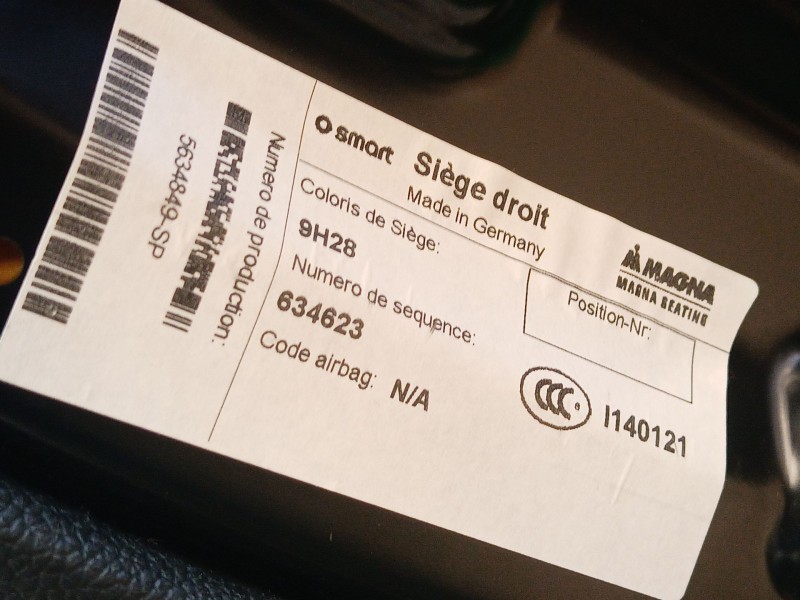 smart Siège droit
Made in Germany
MAGNA
MAGNA SEATING
Coloris de Siège:
9H28
Position-Nr:
Numero de sequence:
634623
Code airbag: N/A
CCC I140121
Numero de production:
5634849-SP